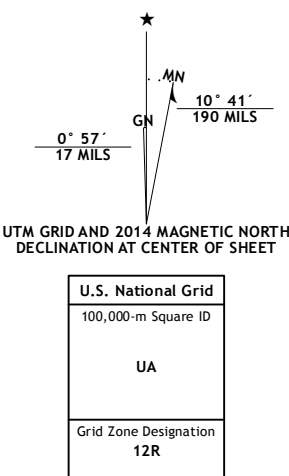 ★
MN
GN
10° 41´
190 MILS
0° 57´
17 MILS
UTM GRID AND 2014 MAGNETIC NORTH
DECLINATION AT CENTER OF SHEET
U.S. National Grid
100,000-m Square ID
UA
Grid Zone Designation
12R